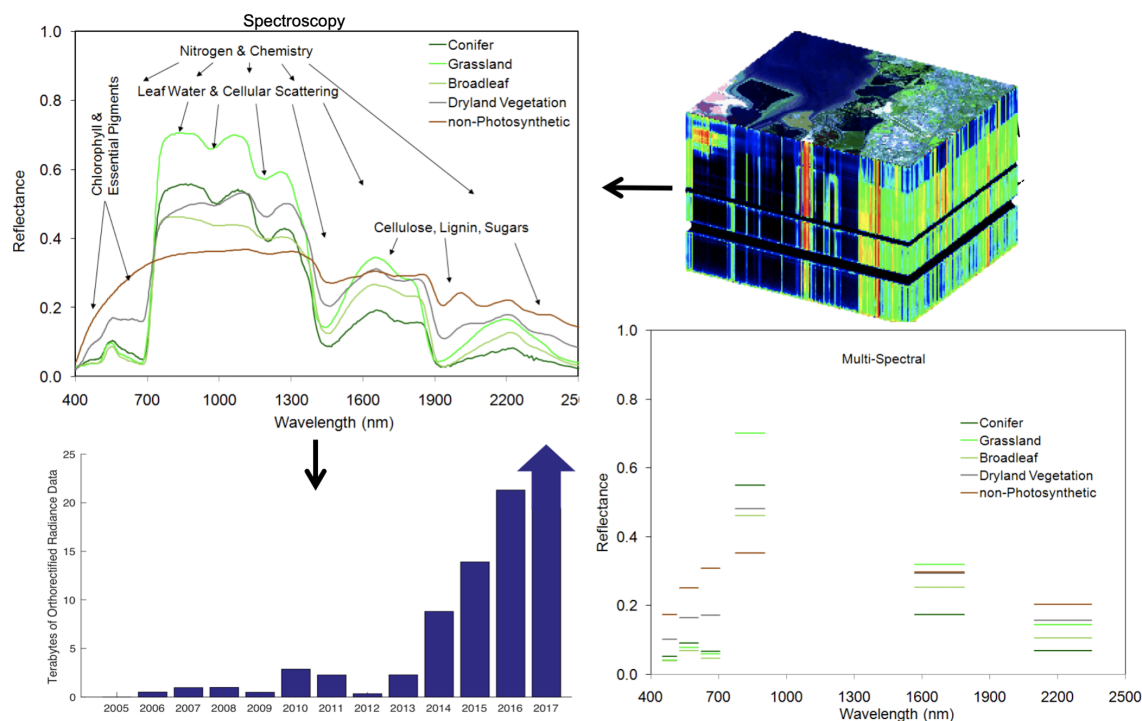 Spectroscopy
Nitrogen & Chemistry
Leaf Water & Cellular Scattering
Chlorophyll &
Essential Pigments
Cellulose, Lignin, Sugars
Conifer
Grassland
Broadleaf
Dryland Vegetation
non-Photosynthetic
Reflectance
1.0
0.8
0.6
0.4
0.2
0.0
400 700 1000 1300 1600 1900 2200 250
Wavelength (nm)
Terabytes of Orthorectified Radiance Data
25
20
15
10
5
0
2005 2006 2007 2008 2009 2010 2011 2012 2013 2014 2015 2016 2017
Multi-Spectral
Conifer
Grassland
Broadleaf
Dryland Vegetation
non-Photosynthetic
Reflectance
1.0
0.8
0.6
0.4
0.2
0.0
400 700 1000 1300 1600 1900 2200 2500
Wavelength (nm)